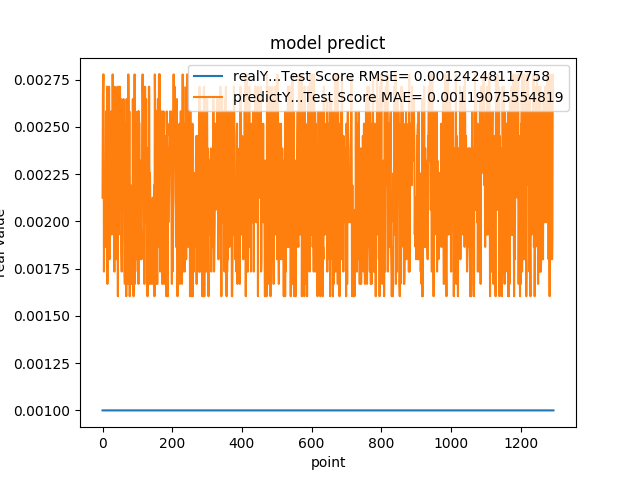 model predict
realY...Test Score RMSE= 0.00124248117758
predictY...Test Score MAE= 0.00119075554819
0.00275
0.00250
0.00225
0.00200
0.00175
0.00150
0.00125
0.00100
0 200 400 600 800 1000 1200
point